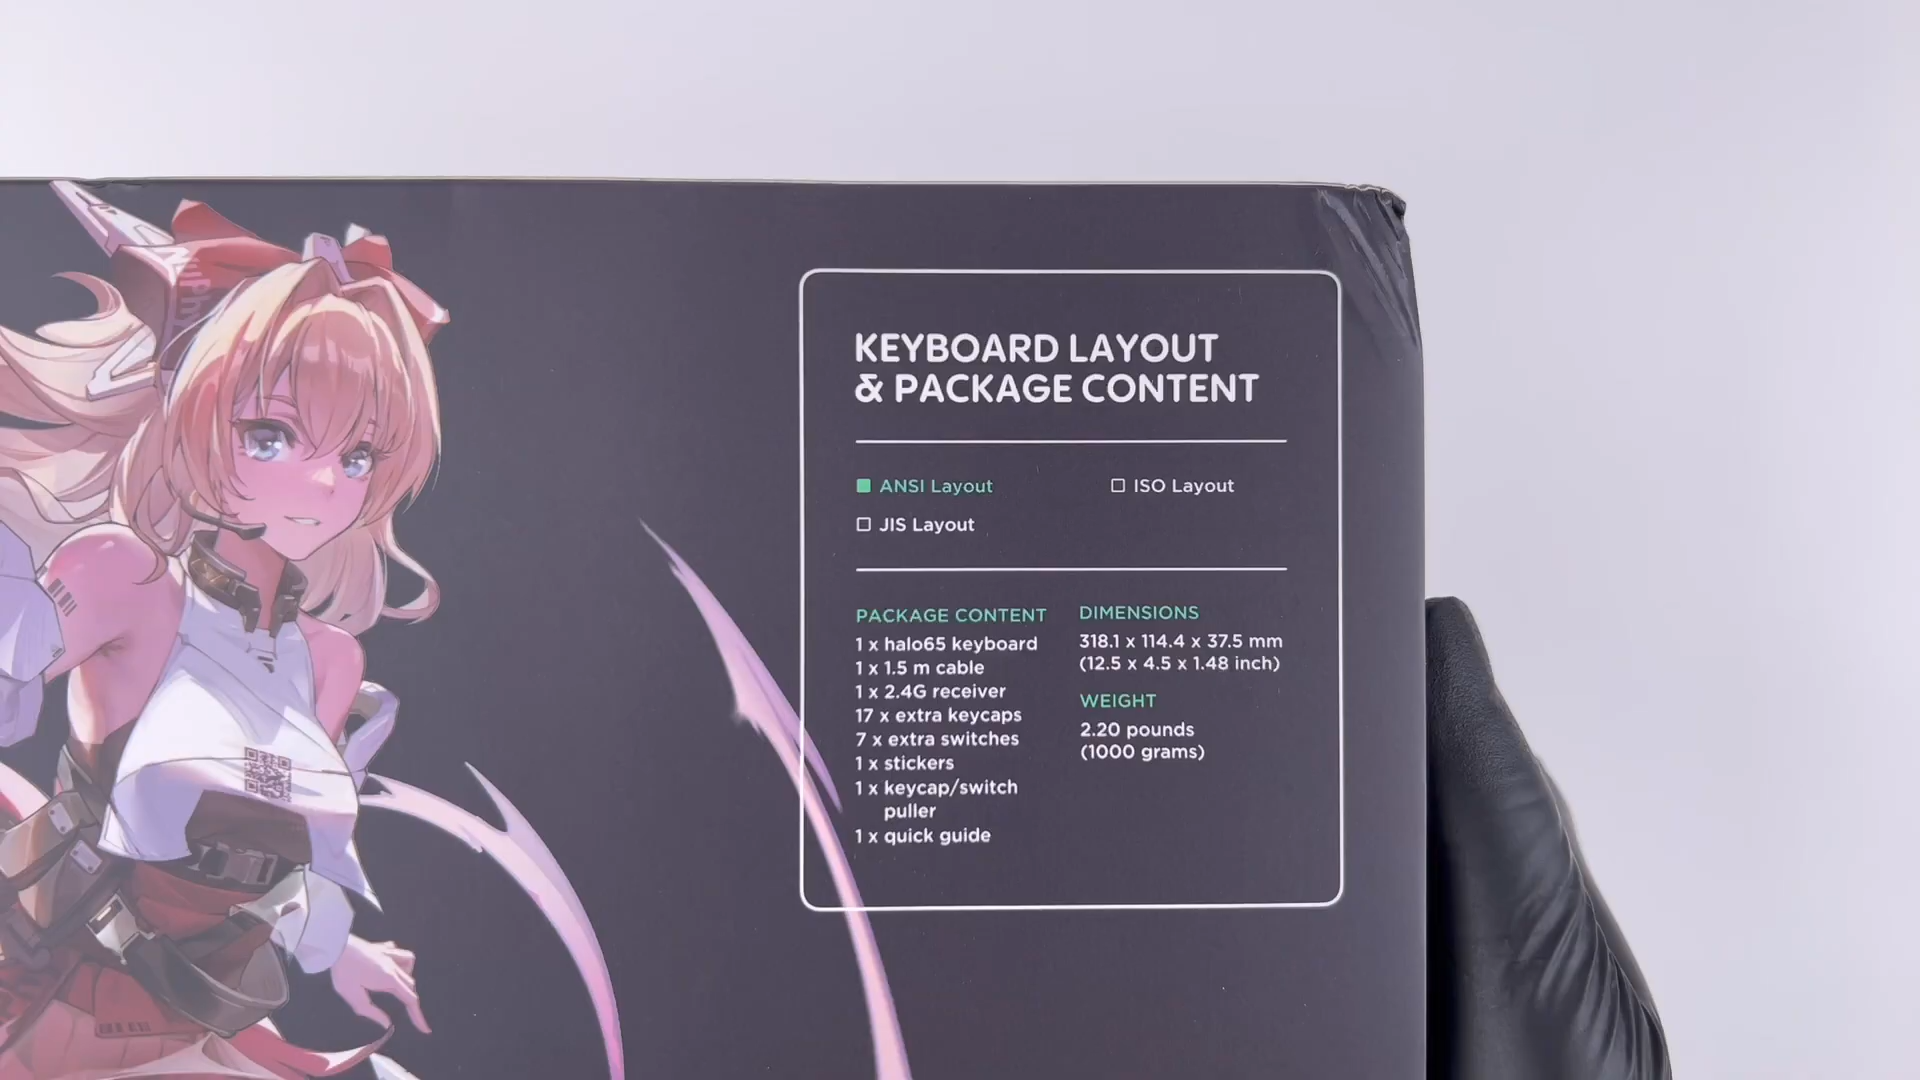 KEYBOARD LAYOUT
& PACKAGE CONTENT
ANSI Layout
ISO Layout
JIS Layout
PACKAGE CONTENT
1 x halo65 keyboard
1 x 1.5 m cable
1 x 2.4G receiver
17 x extra keycaps
7 x extra switches
1 x stickers
1 x keycap/switch
puller
1 x quick guide
DIMENSIONS
318.1 x 114.4 x 37.5 mm
(12.5 x 4.5 x 1.48 inch)
WEIGHT
2.20 pounds
(1000 grams)